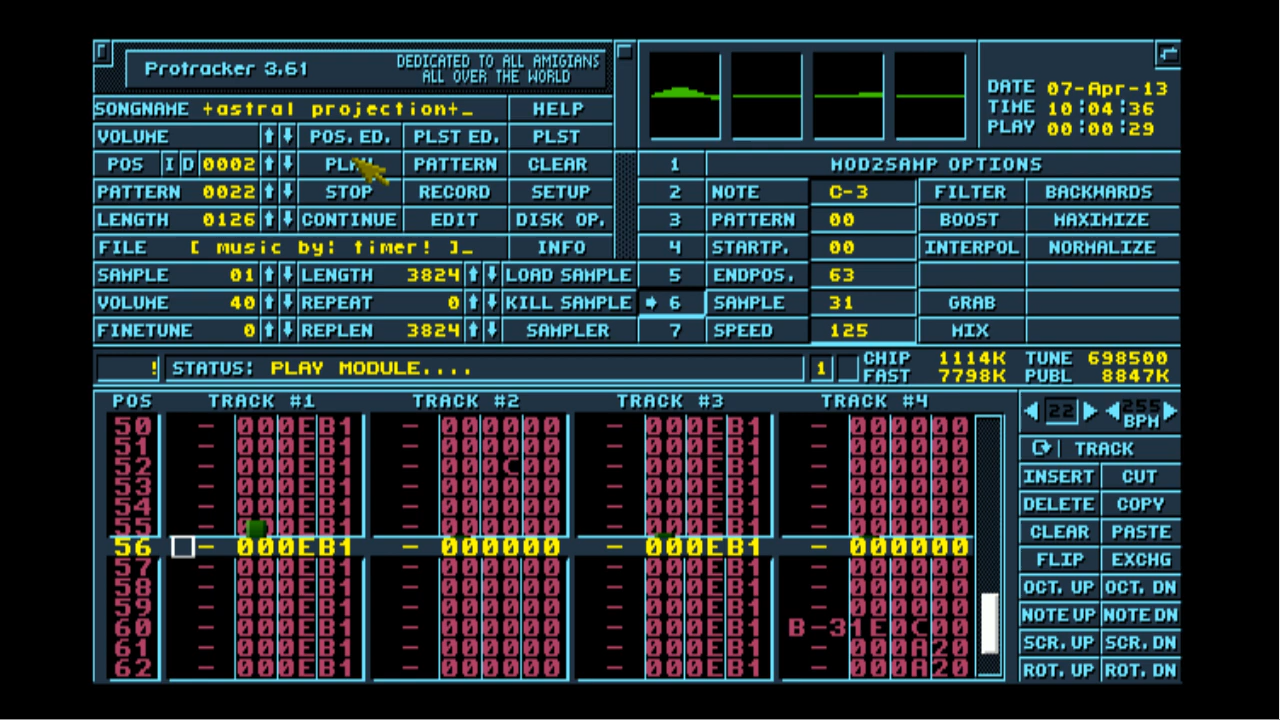 Protracker 3.61 DEDICATED TO ALL AMIGIANS
ALL OVER THE WORLD
DATE 07-Apr-13
TIME 10:04:36
PLAY 00:00:29
SONGNAME +astral projection+_ HELP
VOLUME POS. ED. PLST ED. PLST
POS I D 0002 PLAY PATTERN CLEAR 1 MOD2SAMP OPTIONS
PATTERN 0022 STOP RECORD SETUP 2 NOTE C-3 FILTER BACKWARDS
LENGTH 0126 CONTINUE EDIT DISK OP. 3 PATTERN 00 BOOST MAXIMIZE
FILE [ music by: timer! ]_ INFO 4 STARTP. 00 INTERPOL NORMALIZE
SAMPLE 01 LENGTH 3824 LOAD SAMPLE 5 ENDPOS. 63
VOLUME 40 REPEAT 0 KILL SAMPLE 6 SAMPLE 31 GRAB
FINETUNE 0 REPLEN 3824 SAMPLER 7 SPEED 125 MIX
! STATUS: PLAY MODULE.... 1 CHIP 1114K TUNE 698500
FAST 7798K PUBL 8847K
POS TRACK #1 TRACK #2 TRACK #3 TRACK #4
22 255 BPM
50 - 000EB1 - 000000 - 000EB1 - 000000
51 - 000EB1 - 000000 - 000EB1 - 000000 TRACK
52 - 000EB1 - 000C00 - 000EB1 - 000000
53 - 000EB1 - 000000 - 000EB1 - 000000 INSERT CUT
54 - 000EB1 - 000000 - 000EB1 - 000000 DELETE COPY
55 - 000EB1 - 000000 - 000EB1 - 000000 CLEAR PASTE
56 - 000EB1 - 000000 - 000EB1 - 000000 FLIP EXCHG
57 - 000EB1 - 000000 - 000EB1 - 000000
58 - 000EB1 - 000000 - 000EB1 - 000000 OCT. UP OCT. DN
59 - 000EB1 - 000000 - 000EB1 - 000000 NOTE UP NOTE DN
60 - 000EB1 - 000000 - 000EB1 B-31E0C00
61 - 000EB1 - 000000 - 000EB1 - 000A20 SCR. UP SCR. DN
62 - 000EB1 - 000000 - 000EB1 - 000A20 ROT. UP ROT. DN